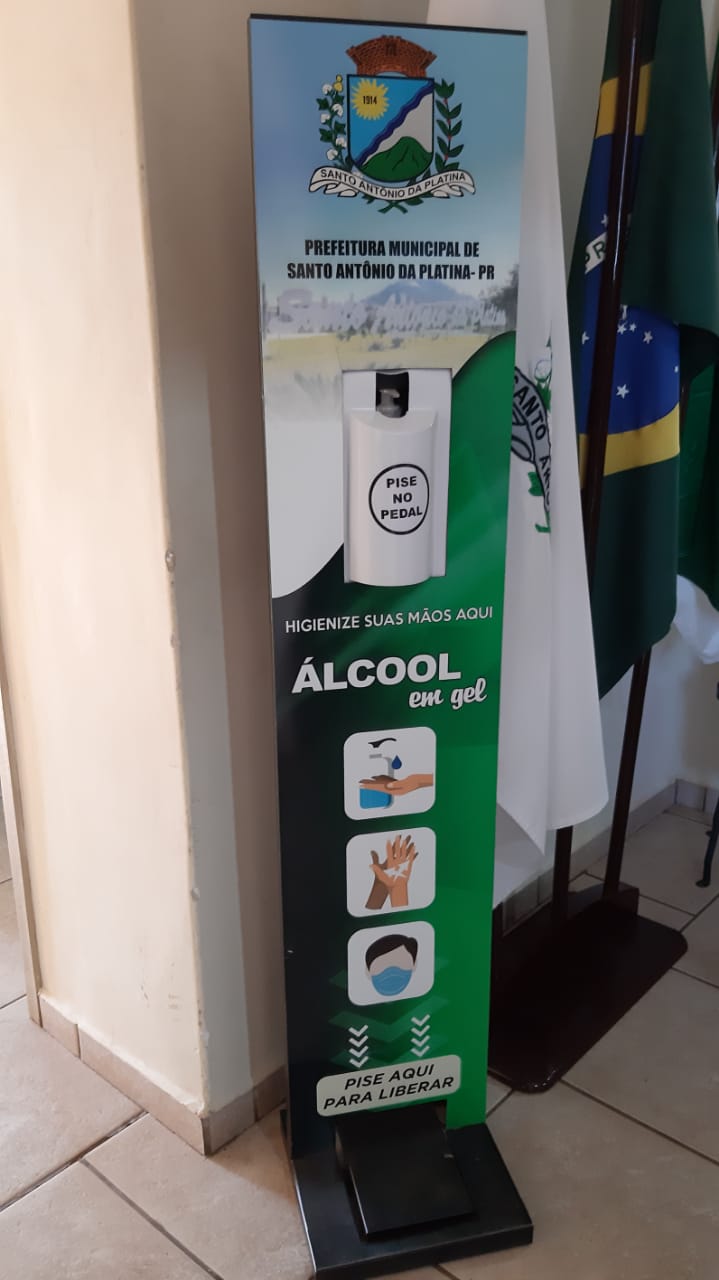 1914
SANTO ANTÔNIO DA PLATINA
PREFEITURA MUNICIPAL DE
SANTO ANTÔNIO DA PLATINA- PR
PISE
NO
PEDAL
HIGIENIZE SUAS MÃOS AQUI
ÁLCOOL
em gel
PISE AQUI
PARA LIBERAR
SANTO